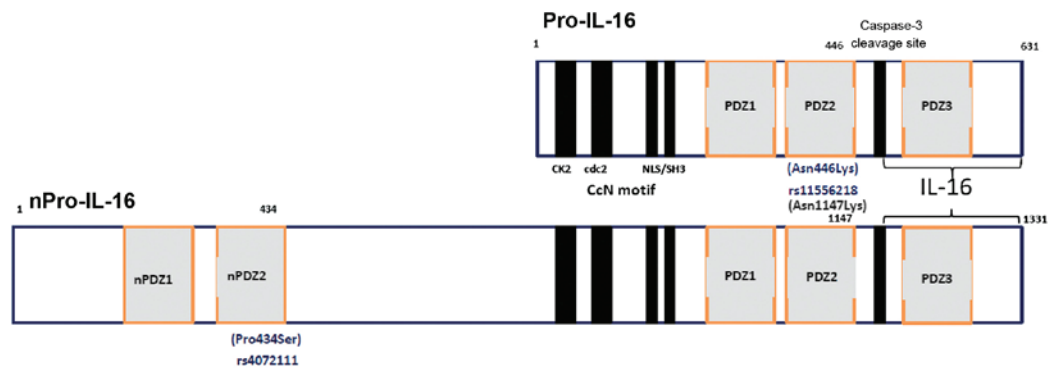 Pro-IL-16
Caspase-3
cleavage site
1
446
631
PDZ1
PDZ2
PDZ3
CK2
cdc2
NLS/SH3
(Asn446Lys)
CcN motif
rs11556218
IL-16
(Asn1147Lys)
nPro-IL-16
1
434
1147
1331
nPDZ1
nPDZ2
PDZ1
PDZ2
PDZ3
(Pro434Ser)
rs4072111